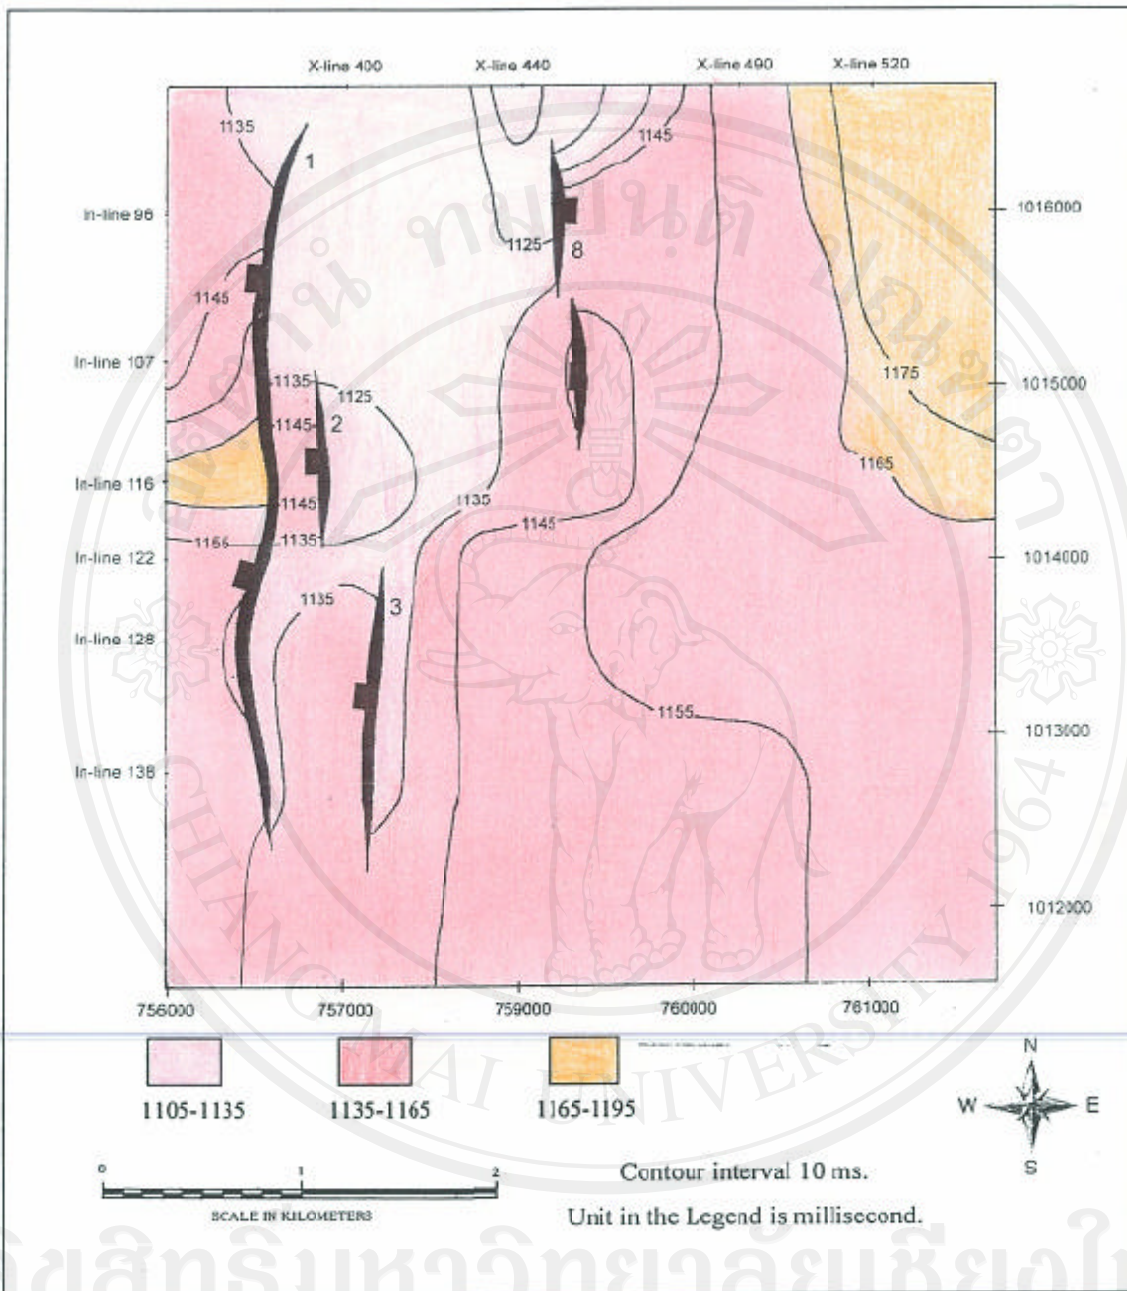 X-line 400 X-line 440 X-line 490 X-line 520
1135 1145
1
In-line 96 1016000
1125 8
1145
In-line 107 1175 1015000
1135 1125
1145 2
1165
In-line 116
1145 1135 1145
1135
In-line 122 1014000
1135 3
In-line 128
1155
1013000
In-line 138
1012000
756000 757000 759000 760000 761000
CHIANG MAI UNIVERSITY 1964
1105-1135 1135-1165 1165-1195
N
W E
S
0 1 2
SCALE IN KILOMETERS
Contour interval 10 ms.
Unit in the Legend is millisecond.